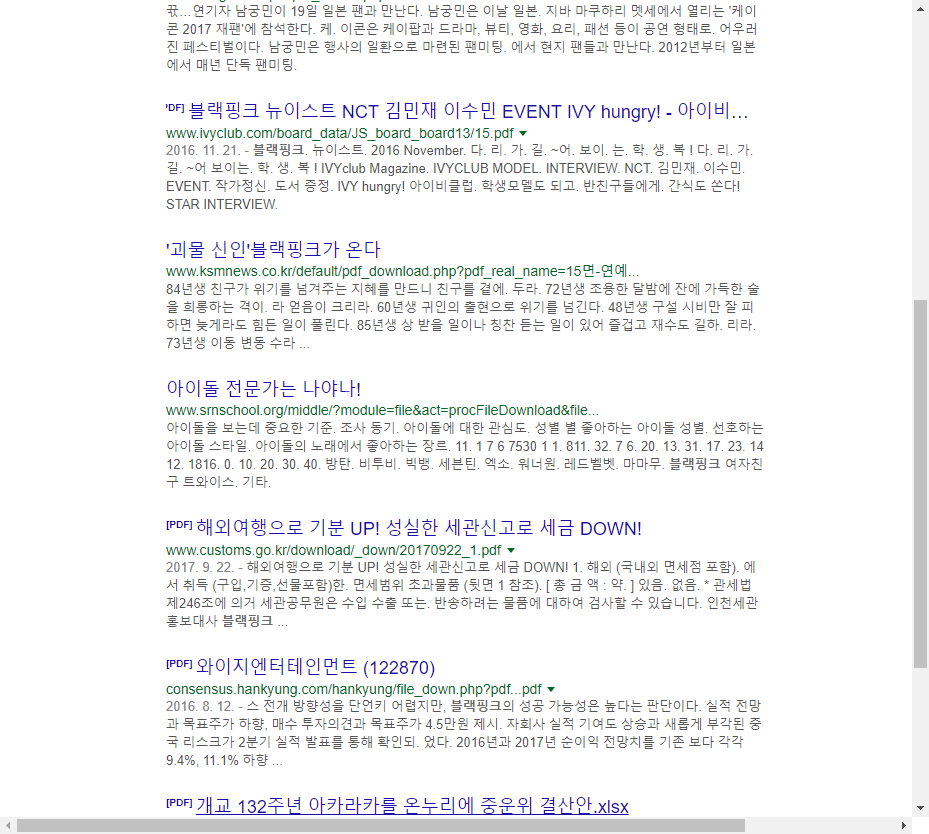 꾻…연기자 남궁민이 19일 일본 팬과 만난다. 남궁민은 이날 일본. 지바 마쿠하리 멧세에서 열리는 '케이
콘 2017 재팬'에 참석한다. 케. 이콘은 케이팝과 드라마, 뷰티, 영화, 요리, 패션 등이 공연 형태로. 어우러
진 페스티벌이다. 남궁민은 행사의 일환으로 마련된 팬미팅. 에서 현지 팬들과 만난다. 2012년부터 일본
에서 매년 단독 팬미팅.
[PDF] 블랙핑크 뉴이스트 NCT 김민재 이수민 EVENT IVY hungry! - 아이비...
www.ivyclub.com/board_data/JS_board_board13/15.pdf
2016. 11. 21. - 블랙핑크. 뉴이스트. 2016 November. 다. 리. 가. 길. ~어. 보이. 는. 학. 생. 복 ! 다. 리. 가.
길. ~어 보이는. 학. 생. 복 ! IVYclub Magazine. IVYCLUB MODEL. INTERVIEW. NCT. 김민재. 이수민.
EVENT. 작가정신. 도서 증정. IVY hungry! 아이비클럽. 학생모델도 되고. 반친구들에게. 간식도 쏜다!
STAR INTERVIEW.
'괴물 신인'블랙핑크가 온다
www.ksmnews.co.kr/default/pdf_download.php?pdf_real_name=15면-연예...
84년생 친구가 위기를 넘겨주는 지혜를 만드니 친구를 곁에. 두라. 72년생 조용한 달밤에 잔에 가득한 술
을 희롱하는 격이. 라 얻음이 크리라. 60년생 귀인의 출현으로 위기를 넘긴다. 48년생 구설 시비만 잘 피
하면 늦게라도 힘든 일이 풀린다. 85년생 상 받을 일이나 칭찬 듣는 일이 있어 즐겁고 재수도 길하. 리라.
73년생 이동 변동 수라 ...
아이돌 전문가는 나야나!
www.srnschool.org/middle/?module=file&act=procFileDownload&file...
아이돌을 보는데 중요한 기준. 조사 동기. 아이돌에 대한 관심도. 성별 별 좋아하는 아이돌 성별. 선호하는
아이돌 스타일. 아이돌의 노래에서 좋아하는 장르. 11. 1 7 6 7530 1 1. 811. 32. 7 6. 20. 13. 31. 17. 23. 14
12. 1816. 0. 10. 20. 30. 40. 방탄. 비투비. 빅뱅. 세븐틴. 엑소. 워너원. 레드벨벳. 마마무. 블랙핑크 여자친
구 트와이스. 기타.
[PDF] 해외여행으로 기분 UP! 성실한 세관신고로 세금 DOWN!
www.customs.go.kr/download/_down/20170922_1.pdf
2017. 9. 22. - 해외여행으로 기분 UP! 성실한 세관신고로 세금 DOWN! 1. 해외 (국내외 면세점 포함). 에
서 취득 (구입,기증,선물포함)한. 면세범위 초과물품 (뒷면 1 참조). [ 총 금 액 : 약. ] 있음. 없음. * 관세법
제246조에 의거 세관공무원은 수입 수출 또는. 반송하려는 물품에 대하여 검사할 수 있습니다. 인천세관
홍보대사 블랙핑크 ...
[PDF] 와이지엔터테인먼트 (122870)
consensus.hankyung.com/hankyung/file_down.php?pdf...pdf
2016. 8. 12. - 스 전개 방향성을 단언키 어렵지만, 블랙핑크의 성공 가능성은 높다는 판단이다. 실적 전망
과 목표주가 하향, 매수 투자의견과 목표주가 4.5만원 제시. 자회사 실적 기여도 상승과 새롭게 부각된 중
국 리스크가 2분기 실적 발표를 통해 확인되. 었다. 2016년과 2017년 순이익 전망치를 기존 보다 각각
9.4%, 11.1% 하향 ...
[PDF] 개교 132주년 아카라카를 온누리에 중운위 결산안.xlsx